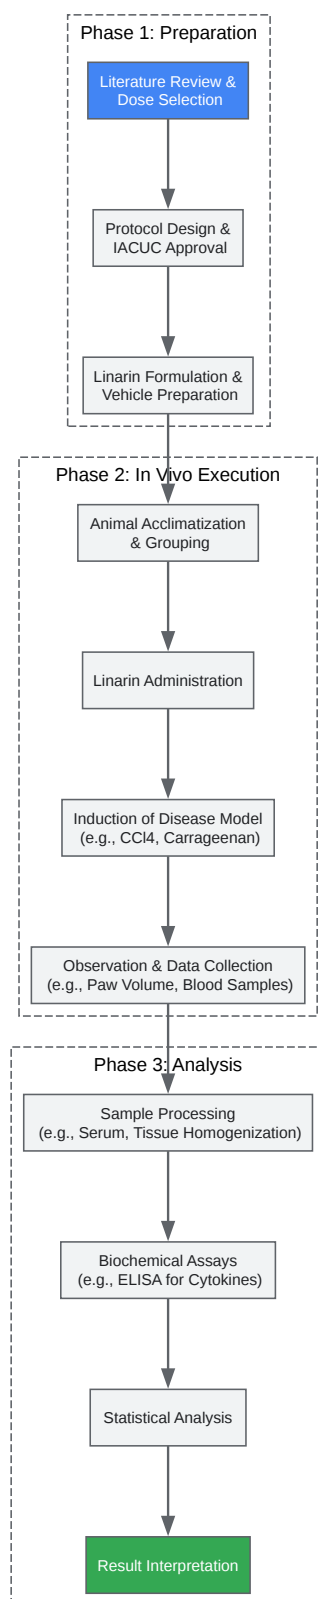 Phase 1: Preparation
Literature Review &
Dose Selection
Protocol Design &
IACUC Approval
Linarin Formulation &
Vehicle Preparation
Phase 2: In Vivo Execution
Animal Acclimatization
& Grouping
Linarin Administration
Induction of Disease Model
(e.g., CCl4, Carrageenan)
Observation & Data Collection
(e.g., Paw Volume, Blood Samples)
Phase 3: Analysis
Sample Processing
(e.g., Serum, Tissue Homogenization)
Biochemical Assays
(e.g., ELISA for Cytokines)
Statistical Analysis
Result Interpretation